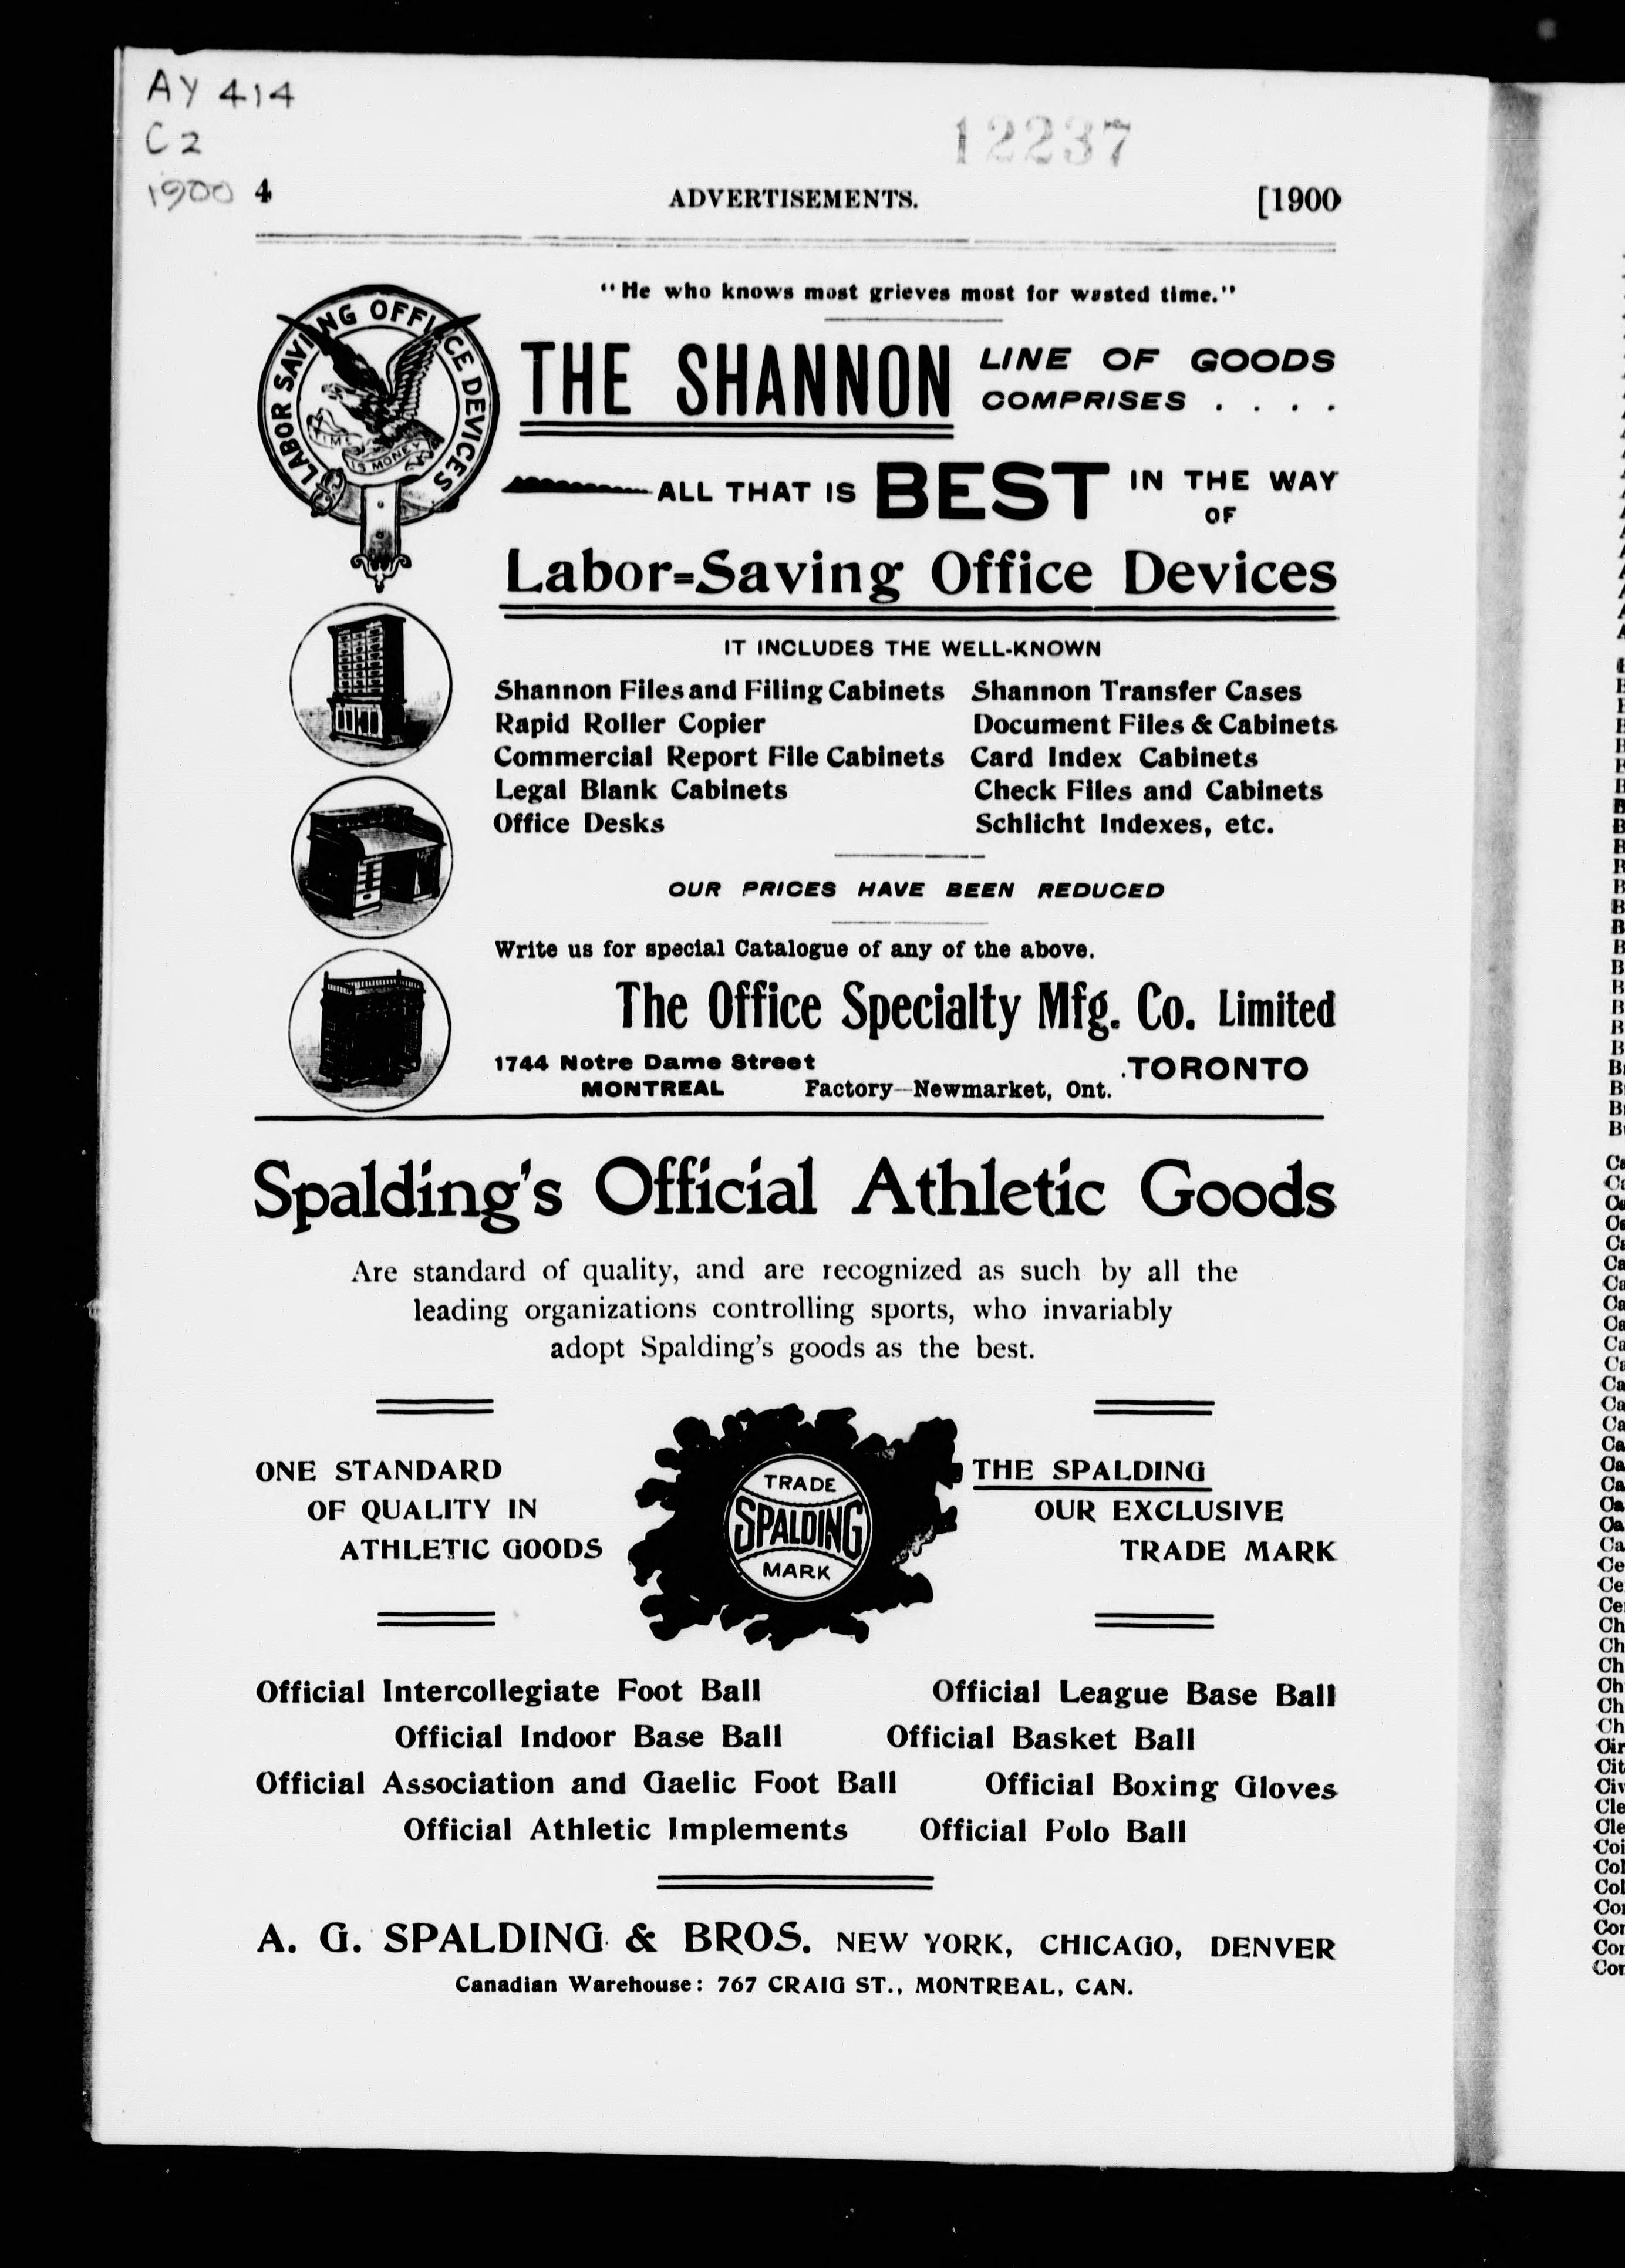 AY 414
C 2
1900
12237
4 ADVERTISEMENTS. [1900
LABOR SAVING OFFICE DEVICES
TIME
IS MONEY
"He who knows most grieves most for wasted time."
THE SHANNON LINE OF GOODS
COMPRISES . . . .
ALL THAT IS BEST IN THE WAY
OF
Labor-Saving Office Devices
IT INCLUDES THE WELL-KNOWN
Shannon Files and Filing Cabinets Shannon Transfer Cases
Rapid Roller Copier Document Files & Cabinets
Commercial Report File Cabinets Card Index Cabinets
Legal Blank Cabinets Check Files and Cabinets
Office Desks Schlicht Indexes, etc.
OUR PRICES HAVE BEEN REDUCED
Write us for special Catalogue of any of the above.
The Office Specialty Mfg. Co. Limited
1744 Notre Dame Street
MONTREAL Factory—Newmarket, Ont. .TORONTO
Spalding's Official Athletic Goods
Are standard of quality, and are recognized as such by all the
leading organizations controlling sports, who invariably
adopt Spalding's goods as the best.
ONE STANDARD
OF QUALITY IN
ATHLETIC GOODS
TRADE
SPALDING
MARK
THE SPALDING
OUR EXCLUSIVE
TRADE MARK
Official Intercollegiate Foot Ball Official League Base Ball
Official Indoor Base Ball Official Basket Ball
Official Association and Gaelic Foot Ball Official Boxing Gloves
Official Athletic Implements Official Polo Ball
A. G. SPALDING & BROS. NEW YORK, CHICAGO, DENVER
Canadian Warehouse: 767 CRAIG ST., MONTREAL, CAN.